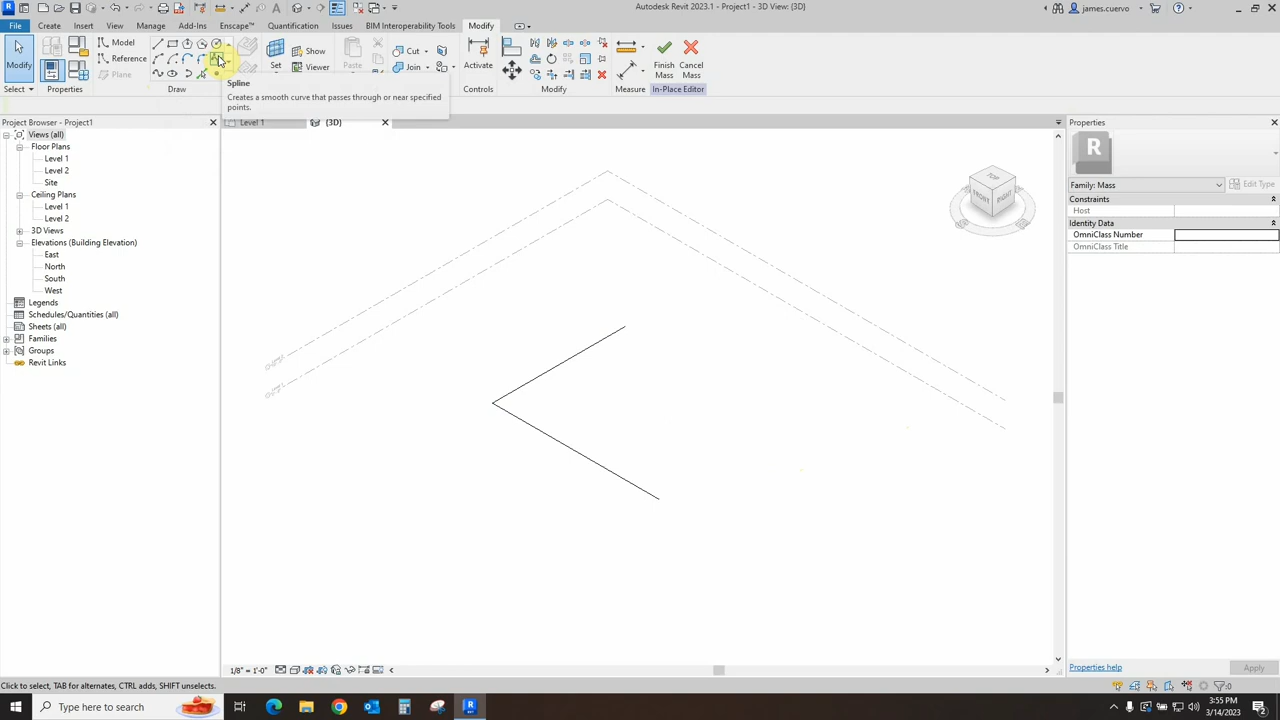 Autodesk Revit 2023.1 - Project1 - 3D View: {3D}
james.cuervo
File Create Insert View Manage Add-Ins Enscape™ Quantification Issues BIM Interoperability Tools Modify
Model Show Cut
Modify Reference Set Viewer Paste Join Activate Finish Cancel
Plane Mass Mass
Select Properties Draw Controls Modify Measure In-Place Editor
Spline
Creates a smooth curve that passes through or near specified
points.
Project Browser - Project1
Level 1 {3D}
Properties
Views (all)
Floor Plans
Level 1
Level 2
Site
Ceiling Plans
Level 1
Level 2
3D Views
Elevations (Building Elevation)
East
North
South
West
Legends
Schedules/Quantities (all)
Sheets (all)
Families
Groups
Revit Links
TOP
FRONT RIGHT
R
Family: Mass Edit Type
Constraints
Host
Identity Data
OmniClass Number
OmniClass Title
1/8" = 1'-0"
Properties help Apply
Click to select, TAB for alternates, CTRL adds, SHIFT unselects. :0
Type here to search
3:55 PM
3/14/2023